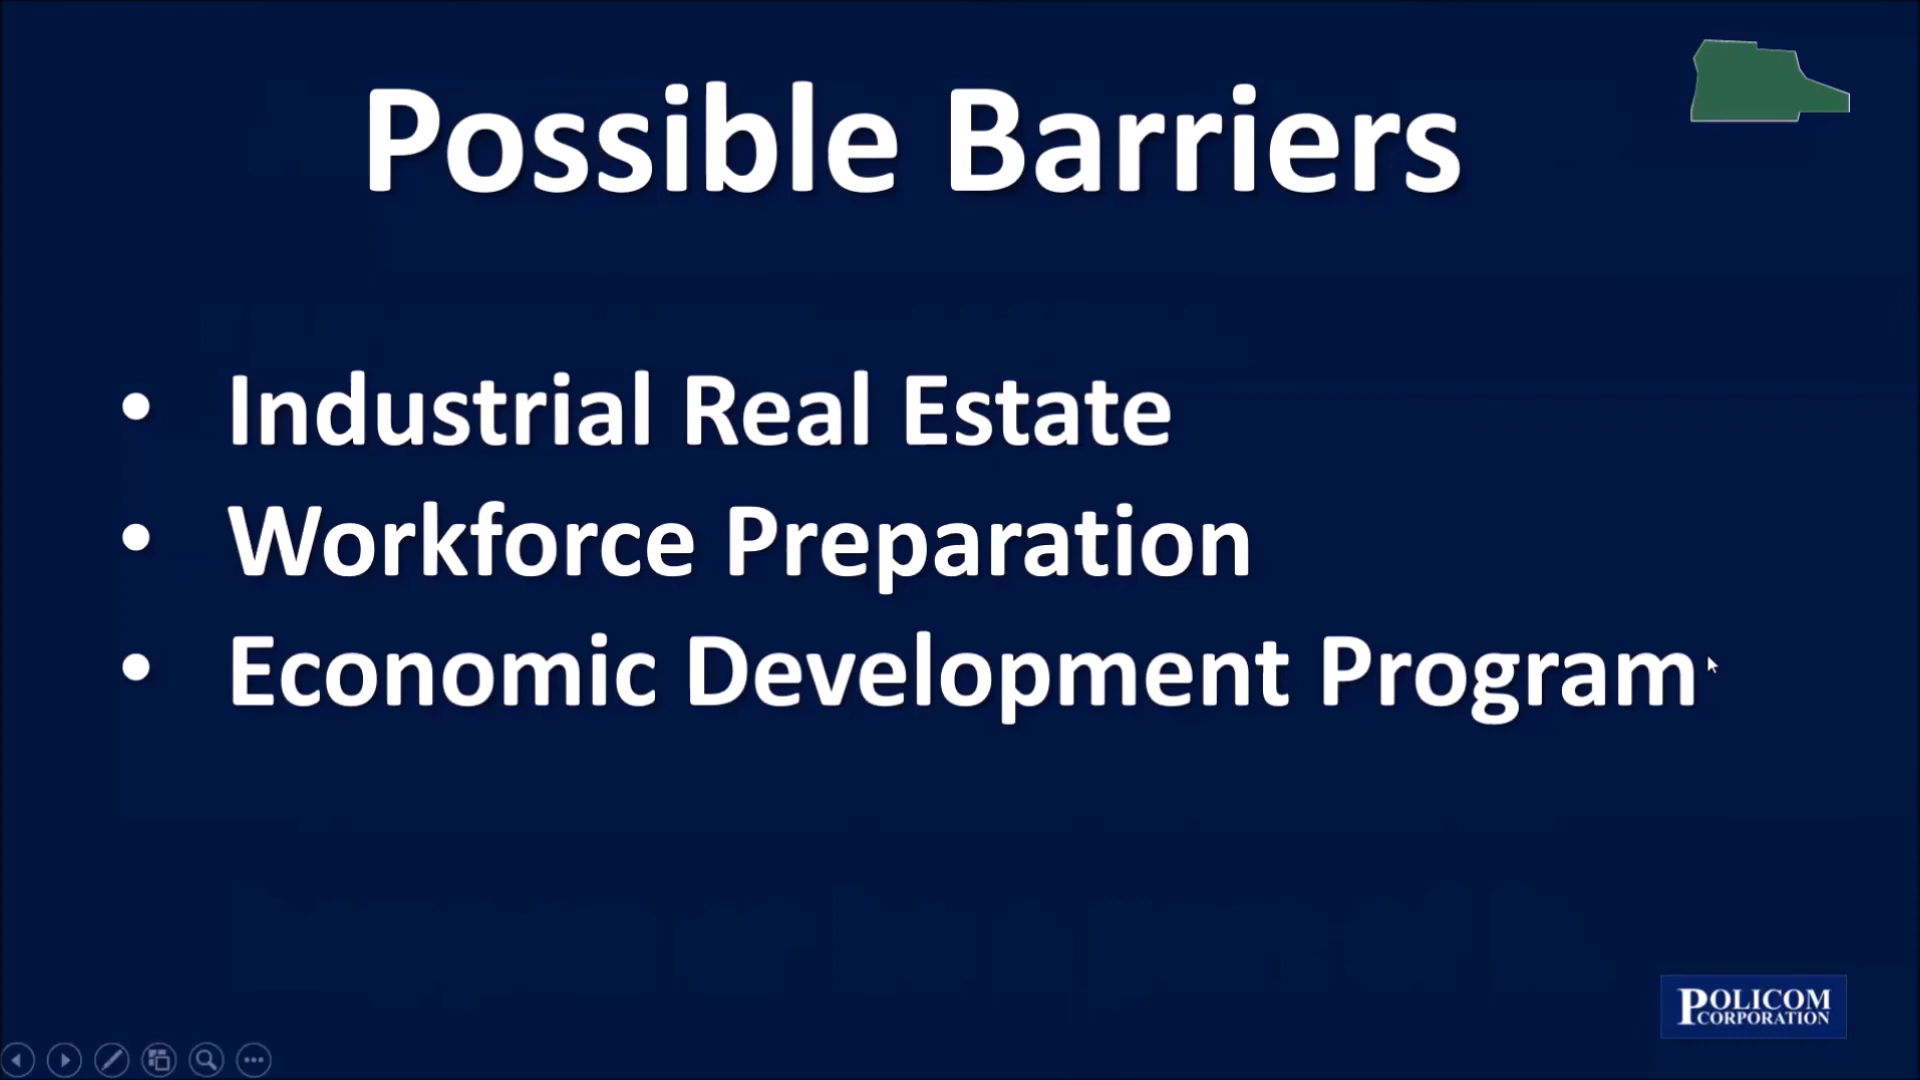 Possible Barriers
• Industrial Real Estate
• Workforce Preparation
• Economic Development Program
POLICOM
CORPORATION